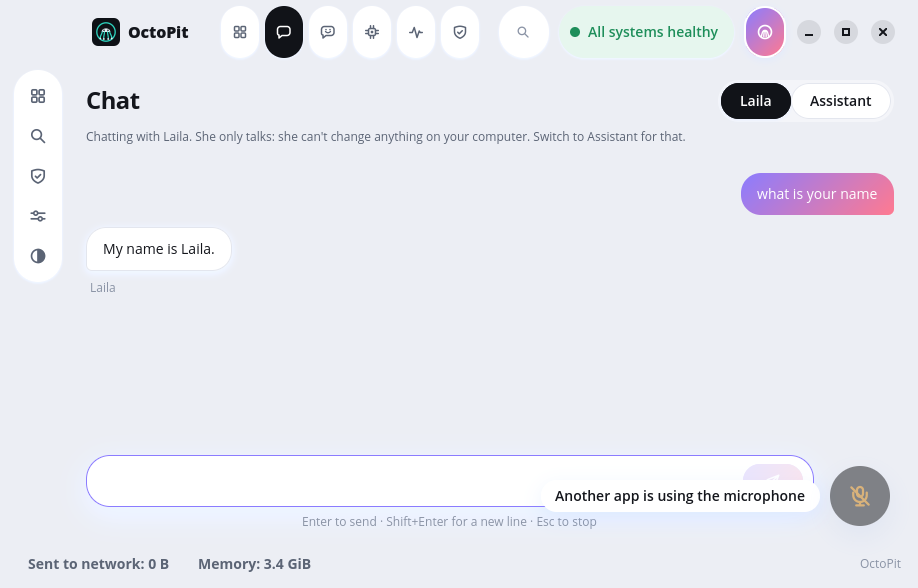 OctoPit
All systems healthy
Chat
Laila
Assistant
Chatting with Laila. She only talks: she can't change anything on your computer. Switch to Assistant for that.
what is your name
My name is Laila.
Laila
Another app is using the microphone
Enter to send · Shift+Enter for a new line · Esc to stop
Sent to network: 0 B
Memory: 3.4 GiB
OctoPit